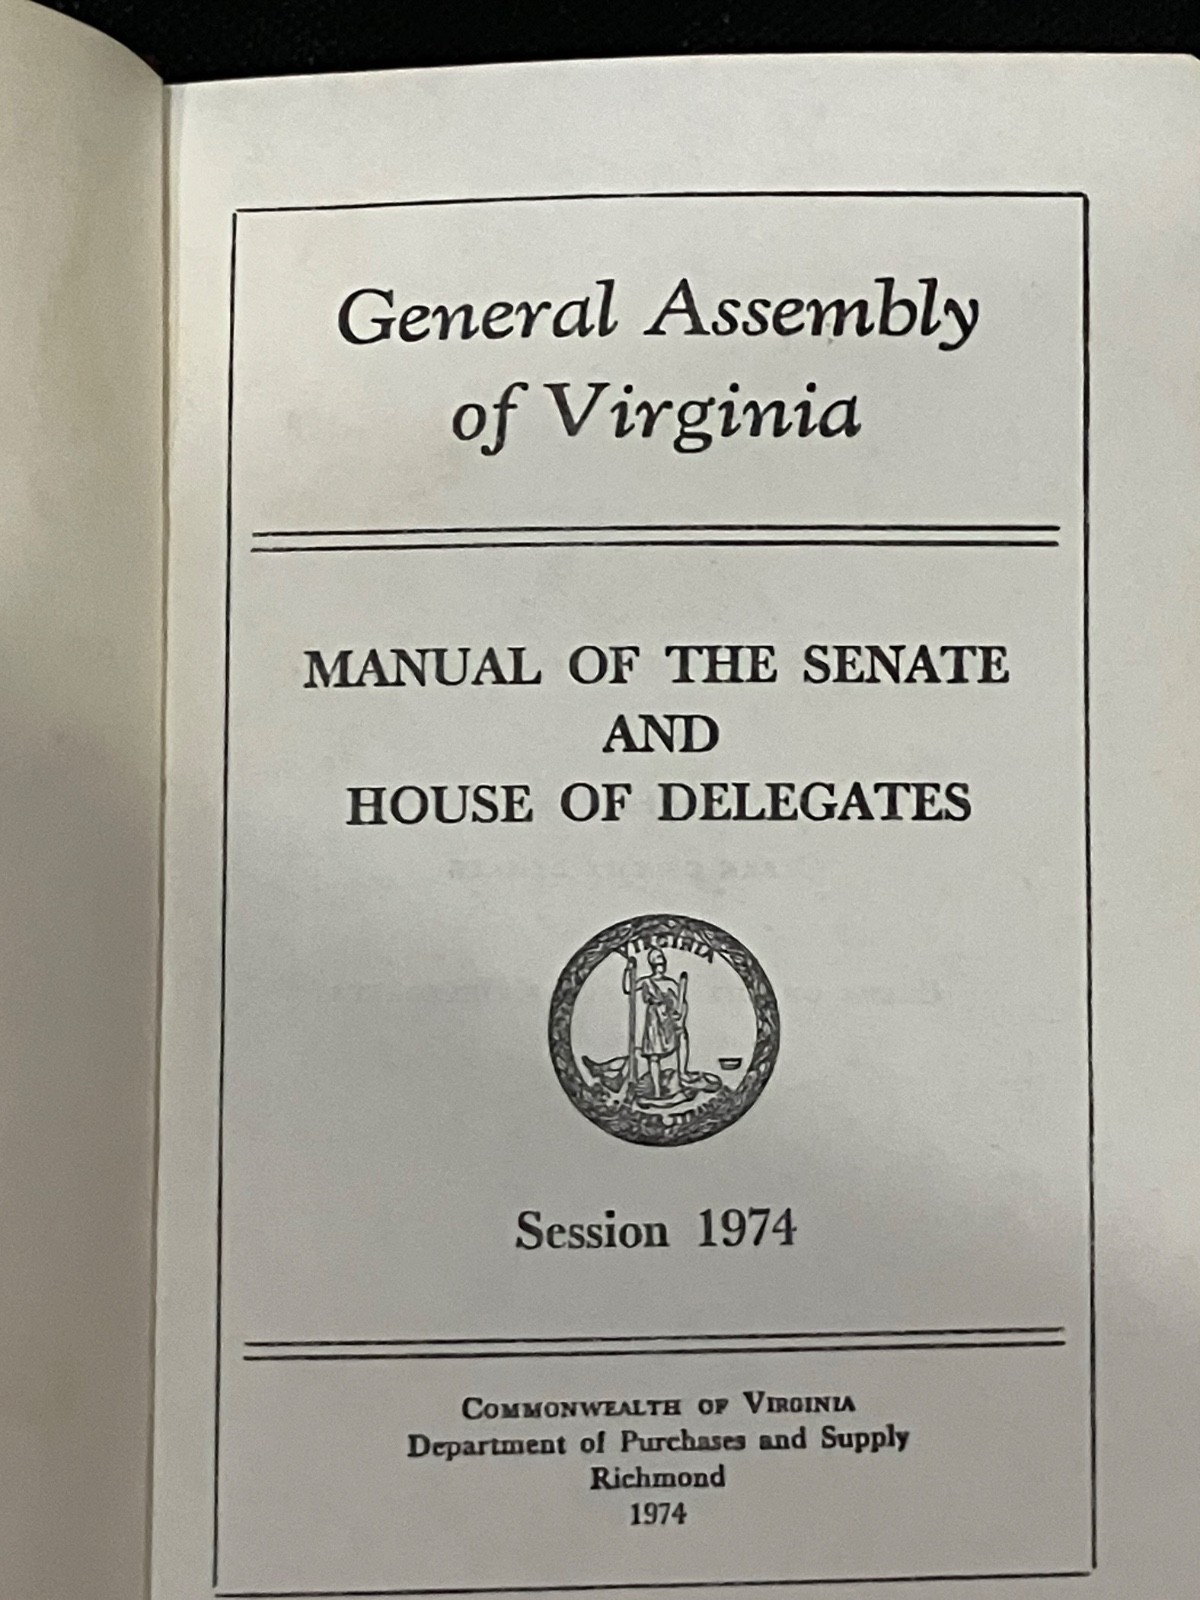 General Assembly
of Virginia
MANUAL OF THE SENATE
AND
HOUSE OF DELEGATES
VIRGINIA
Session 1974
COMMONWEALTH OF VIRGINIA
Department of Purchases and Supply
Richmond
1974